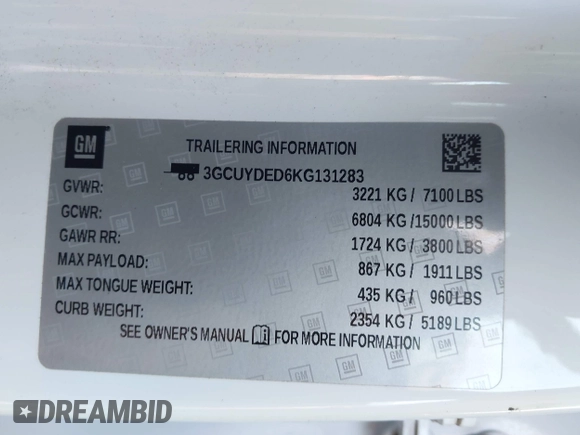 GM
TRAILERING INFORMATION
3GCUYDED6KG131283
GVWR: 3221 KG / 7100 LBS
GCWR: 6804 KG /15000 LBS
GAWR RR: 1724 KG / 3800 LBS
MAX PAYLOAD: 867 KG / 1911 LBS
MAX TONGUE WEIGHT: 435 KG / 960 LBS
CURB WEIGHT: 2354 KG / 5189 LBS
SEE OWNER'S MANUAL FOR MORE INFORMATION
DREAMBID